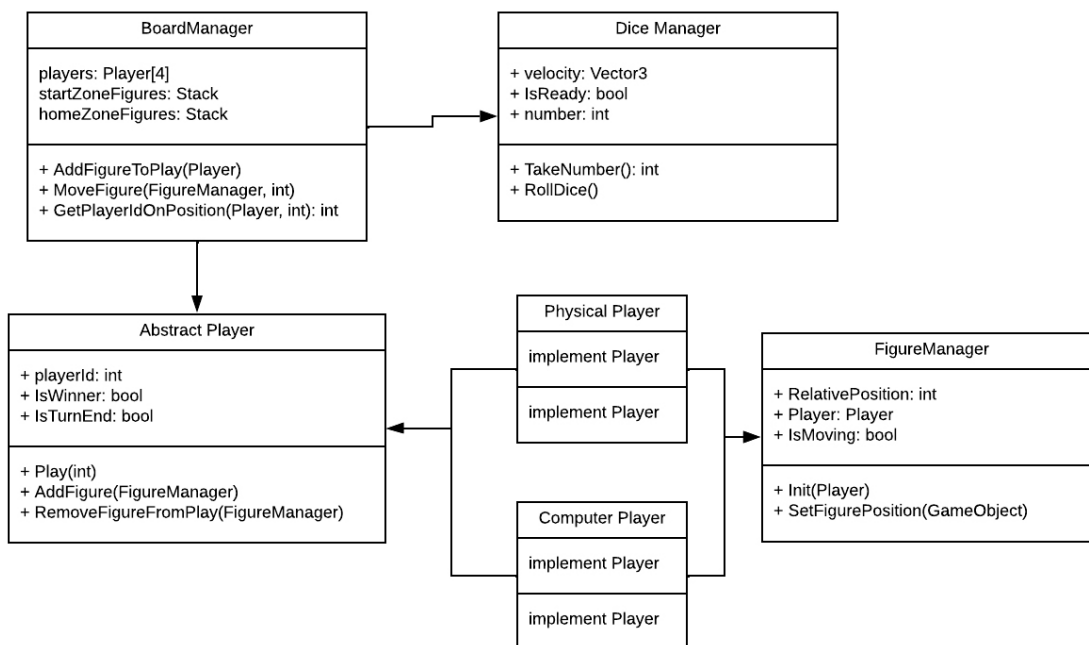 BoardManager
players: Player[4]
startZoneFigures: Stack
homeZoneFigures: Stack
+ AddFigureToPlay(Player)
+ MoveFigure(FigureManager, int)
+ GetPlayerIdOnPosition(Player, int): int
Dice Manager
+ velocity: Vector3
+ IsReady: bool
+ number: int
+ TakeNumber(): int
+ RollDice()
Abstract Player
+ playerId: int
+ IsWinner: bool
+ IsTurnEnd: bool
+ Play(int)
+ AddFigure(FigureManager)
+ RemoveFigureFromPlay(FigureManager)
Physical Player
implement Player
implement Player
Computer Player
implement Player
implement Player
FigureManager
+ RelativePosition: int
+ Player: Player
+ IsMoving: bool
+ Init(Player)
+ SetFigurePosition(GameObject)